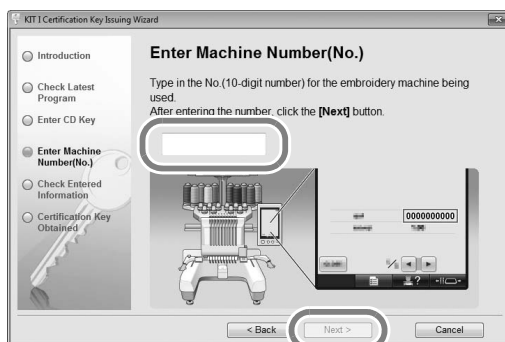 KIT I Certification Key Issuing Wizard
Introduction
Check Latest
Program
Enter CD Key
Enter Machine
Number(No.)
Check Entered
Information
Certification Key
Obtained
Enter Machine Number(No.)
Type in the No.(10-digit number) for the embroidery machine being
used.
After entering the number, click the [Next] button.
0000000000
?
< Back
Next >
Cancel